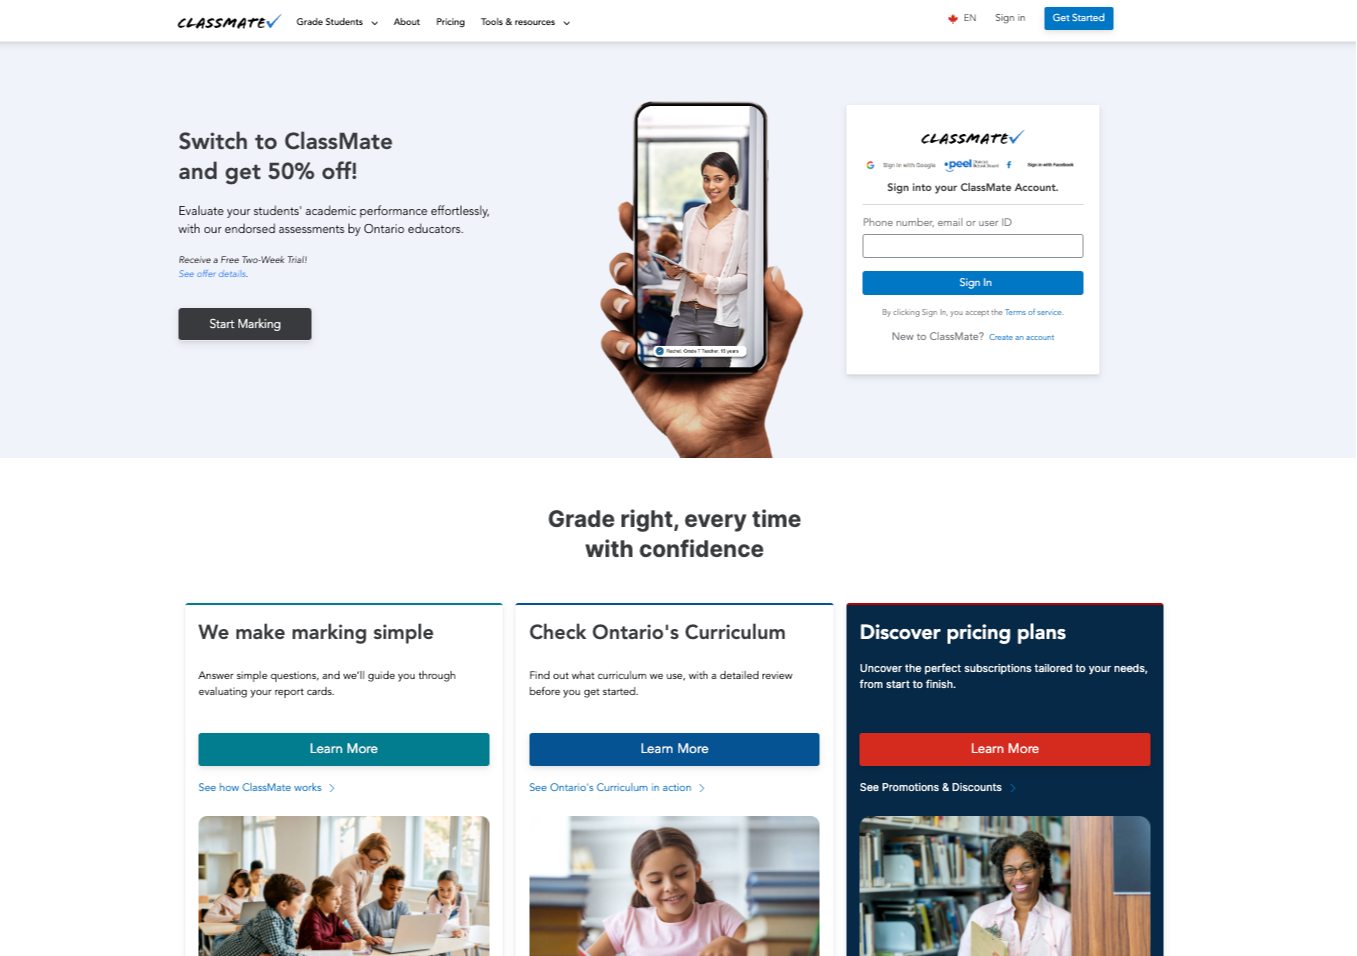 CLASSMATE
Grade Students
About
Pricing
Tools & resources
EN
Sign in
Get Started
Switch to ClassMate
and get 50% off!
Evaluate your students' academic performance effortlessly,
with our endorsed assessments by Ontario educators.
Receive a Free Two-Week Trial!
See offer details.
Start Marking
Rachel, Grade 7 Teacher, 10 years
CLASSMATE
Sign in with Google
peel District
School Board
Sign in with Facebook
Sign into your ClassMate Account.
Phone number, email or user ID
Sign In
By clicking Sign In, you accept the Terms of service.
New to ClassMate? Create an account
Grade right, every time
with confidence
We make marking simple
Answer simple questions, and we'll guide you through
evaluating your report cards.
Learn More
See how ClassMate works
Check Ontario's Curriculum
Find out what curriculum we use, with a detailed review
before you get started.
Learn More
See Ontario's Curriculum in action
Discover pricing plans
Uncover the perfect subscriptions tailored to your needs,
from start to finish.
Learn More
See Promotions & Discounts